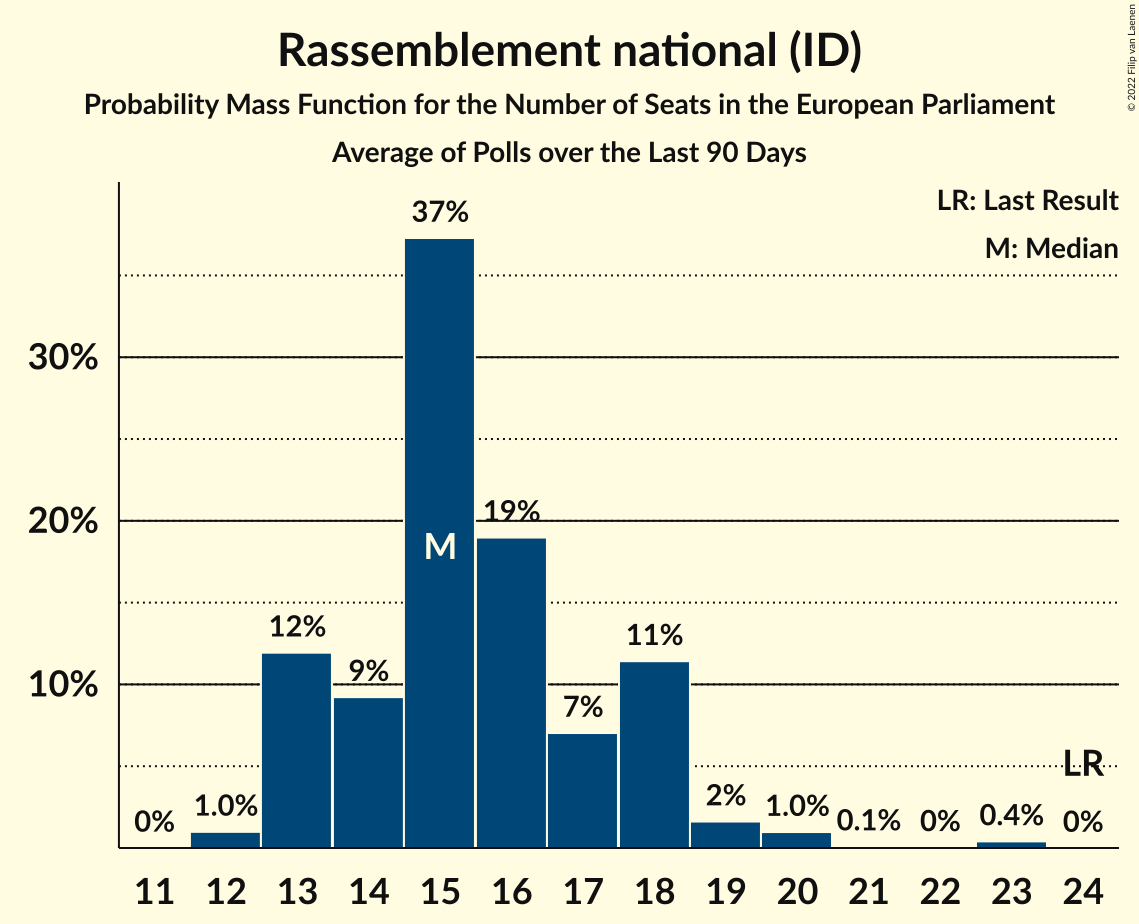 Rassemblement national (ID)
Probability Mass Function for the Number of Seats in the European Parliament
Average of Polls over the Last 90 Days
© 2022 Filip van Laenen
LR: Last Result
M: Median
37%
30%
20%
19%
M
12%
11%
9%
10%
7%
LR
2%
1.0%
1.0%
0.4%
0%
0.1%
0%
0%
11 12 13 14 15 16 17 18 19 20 21 22 23 24